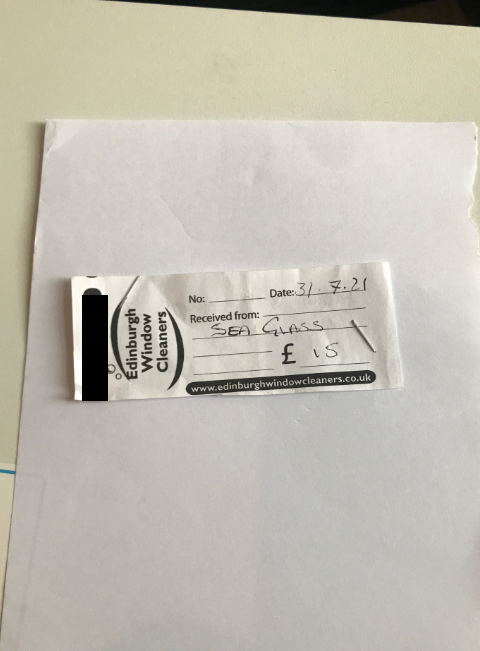 Edinburgh
Window
Cleaners
No: Date: 31.7.21
Received from:
SEA GLASS
£ 15
www.edinburghwindowcleaners.co.uk